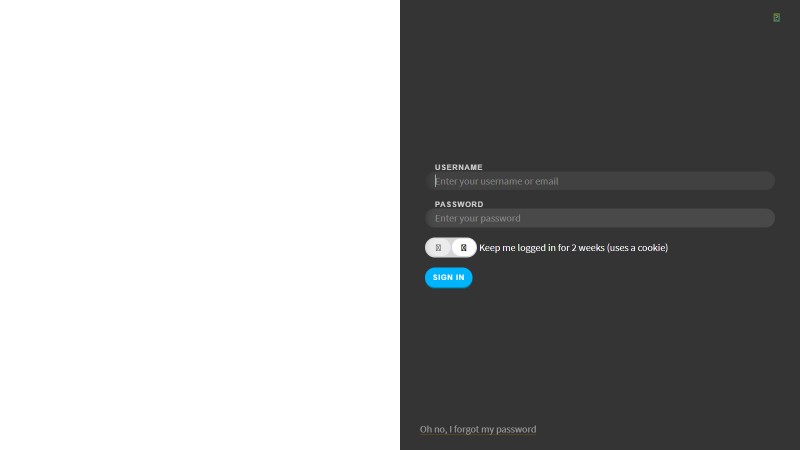 USERNAME
Enter your username or email
PASSWORD
Enter your password
Keep me logged in for 2 weeks (uses a cookie)
SIGN IN
Oh no, I forgot my password